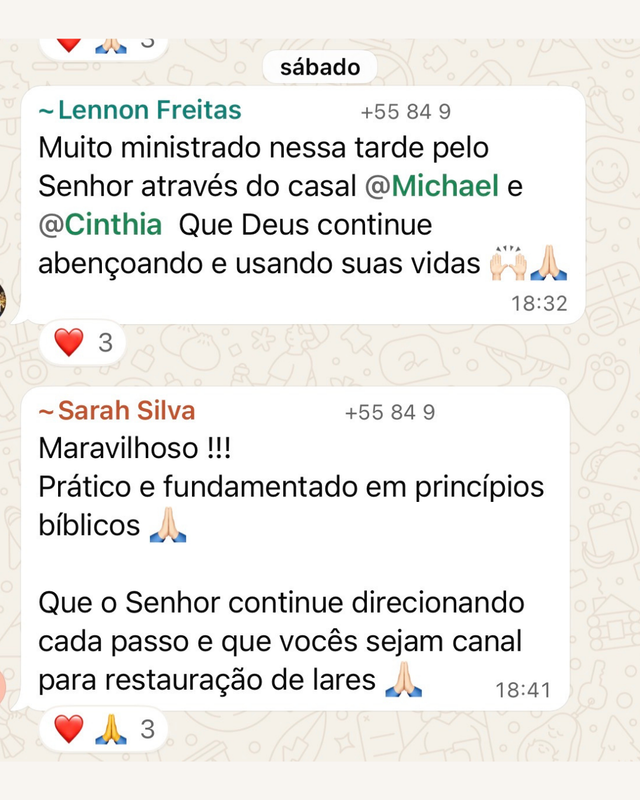 3
sábado
~Lennon Freitas +55 84 9
Muito ministrado nessa tarde pelo
Senhor através do casal @Michael e
@Cinthia Que Deus continue
abençoando e usando suas vidas 🙌🏻🙏🏻
18:32
❤️ 3
~Sarah Silva +55 84 9
Maravilhoso !!!
Prático e fundamentado em princípios
bíblicos 🙏🏻
Que o Senhor continue direcionando
cada passo e que vocês sejam canal
para restauração de lares 🙏🏻 18:41
❤️ 🙏 3